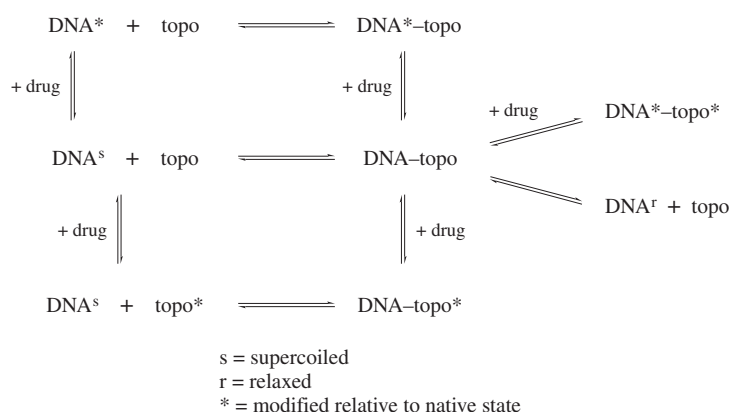 DNA* + topo DNA*–topo
+ drug + drug
+ drug DNA*–topo*
DNAˢ + topo DNA–topo
DNAʳ + topo
+ drug + drug
DNAˢ + topo* DNA–topo*
s = supercoiled
r = relaxed
* = modified relative to native state